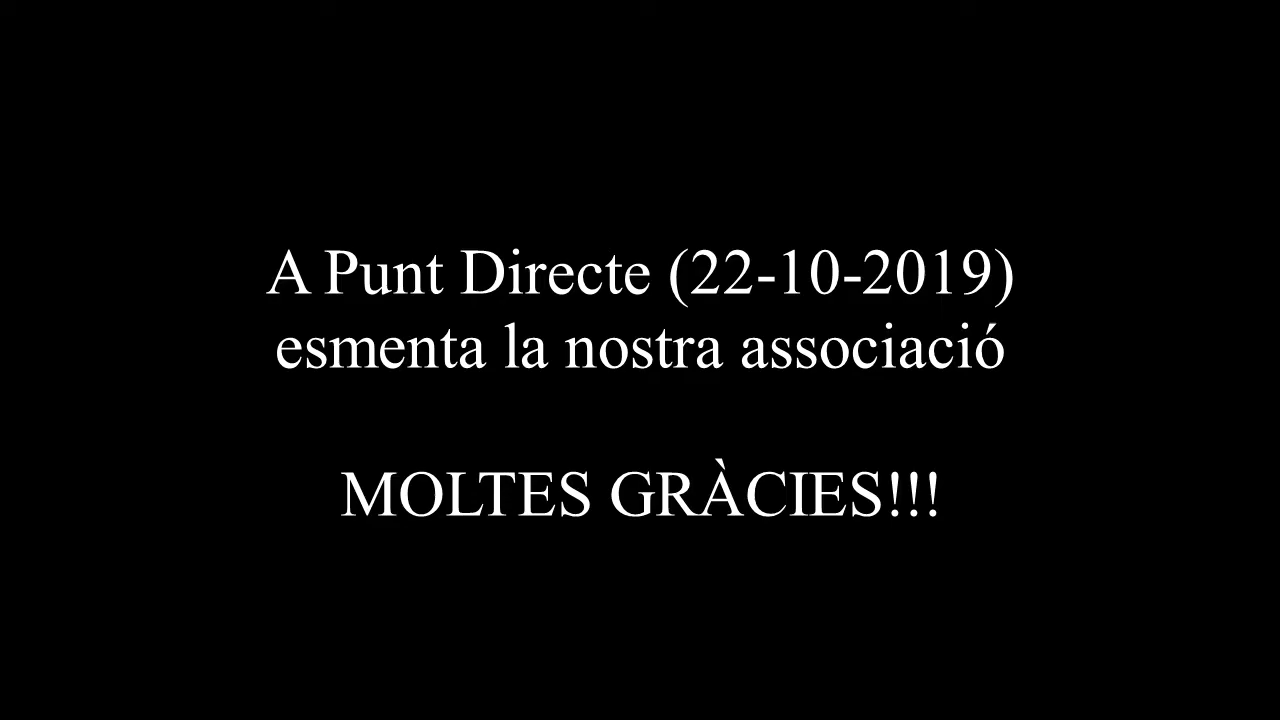 A Punt Directe (22-10-2019)
esmenta la nostra associació
MOLTES GRÀCIES!!!